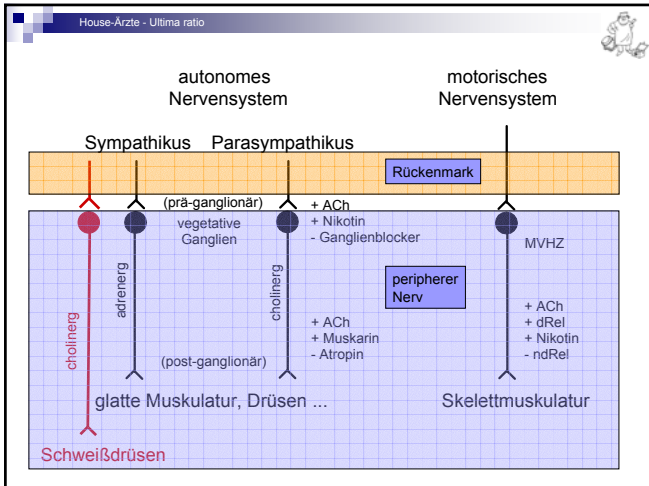 House-Ärzte - Ultima ratio
autonomes
Nervensystem
motorisches
Nervensystem
Sympathikus
Parasympathikus
Rückenmark
(prä-ganglionär)
vegetative
Ganglien
+ ACh
+ Nikotin
- Ganglienblocker
MVHZ
cholinerg
adrenerg
cholinerg
peripherer
Nerv
+ ACh
+ Muskarin
- Atropin
+ ACh
+ dRel
+ Nikotin
- ndRel
(post-ganglionär)
glatte Muskulatur, Drüsen ...
Skelettmuskulatur
Schweißdrüsen